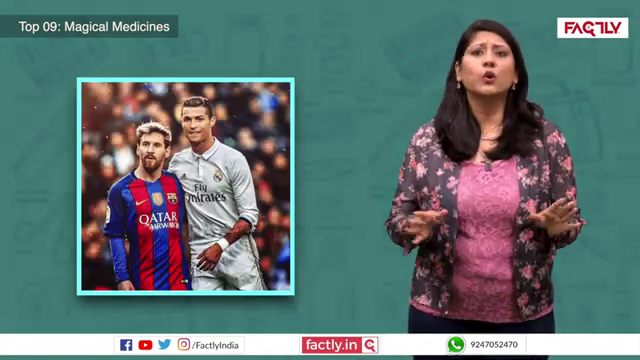 Top 09: Magical Medicines
FACTLY
Fly
Emirates
QATAR
AIRWAYS
/FactlyIndia
factly.in
9247052470